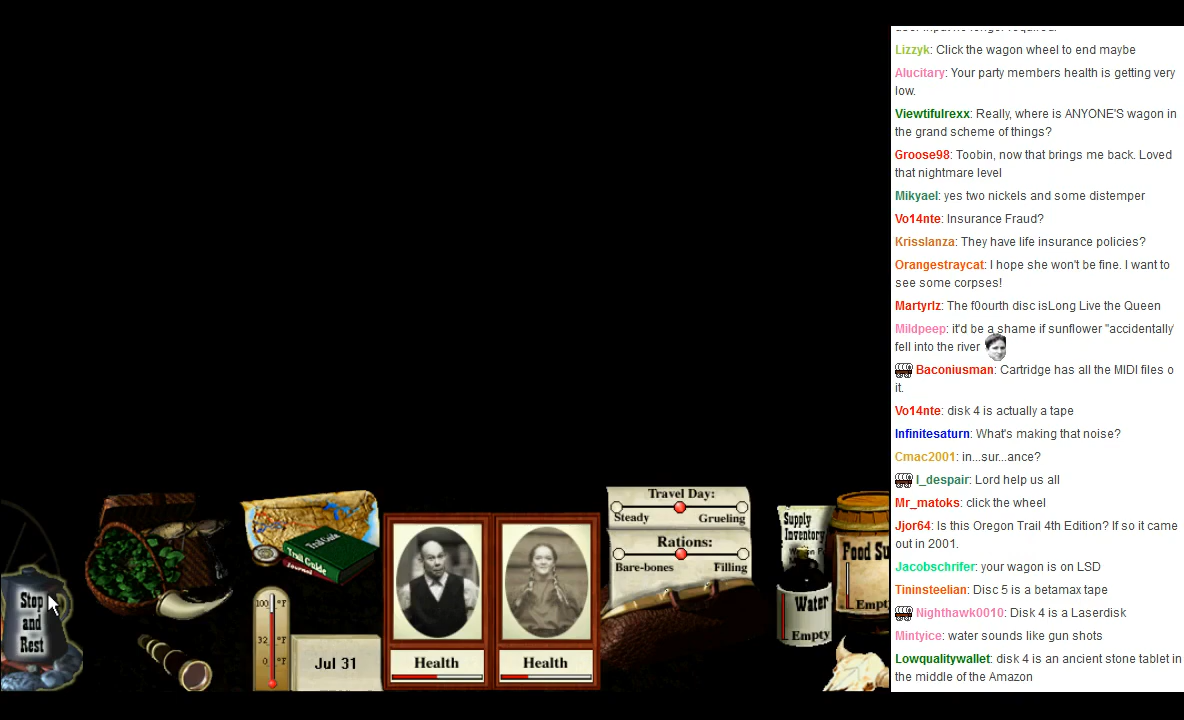 Lizzyk: Click the wagon wheel to end maybe
Alucitary: Your party members health is getting very
low.
Viewtifulrexx: Really, where is ANYONE'S wagon in
the grand scheme of things?
Groose98: Toobin, now that brings me back. Loved
that nightmare level
Mikyael: yes two nickels and some distemper
Vo14nte: Insurance Fraud?
Krisslanza: They have life insurance policies?
Orangestraycat: I hope she won't be fine. I want to
see some corpses!
Martyrlz: The f0ourth disc isLong Live the Queen
Mildpeep: it'd be a shame if sunflower "accidentally
fell into the river
Baconiusman: Cartridge has all the MIDI files o
it.
Vo14nte: disk 4 is actually a tape
Infinitesaturn: What's making that noise?
Cmac2001: in...sur...ance?
I_despair: Lord help us all
Mr_matoks: click the wheel
Jjor64: Is this Oregon Trail 4th Edition? If so it came
out in 2001.
Jacobschrifer: your wagon is on LSD
Tininsteelian: Disc 5 is a betamax tape
Nighthawk0010: Disk 4 is a Laserdisk
Mintyice: water sounds like gun shots
Lowqualitywallet: disk 4 is an ancient stone tablet in
the middle of the Amazon
Stop
and
Rest
Trail Guide
Trail Guide
Journal
100 °F
32 °F
0 °F
Jul 31
Health
Health
Travel Day:
Steady Grueling
Rations:
Bare-bones Filling
Supply
Inventory
Water
Empty
Food Su
Empt